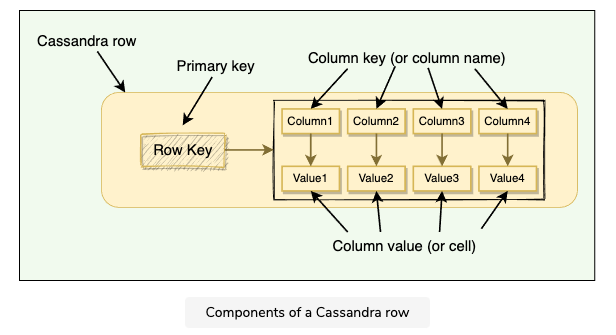 Cassandra row
Primary key
Column key (or column name)
Column1 Column2 Column3 Column4
Row Key
Value1 Value2 Value3 Value4
Column value (or cell)
Components of a Cassandra row